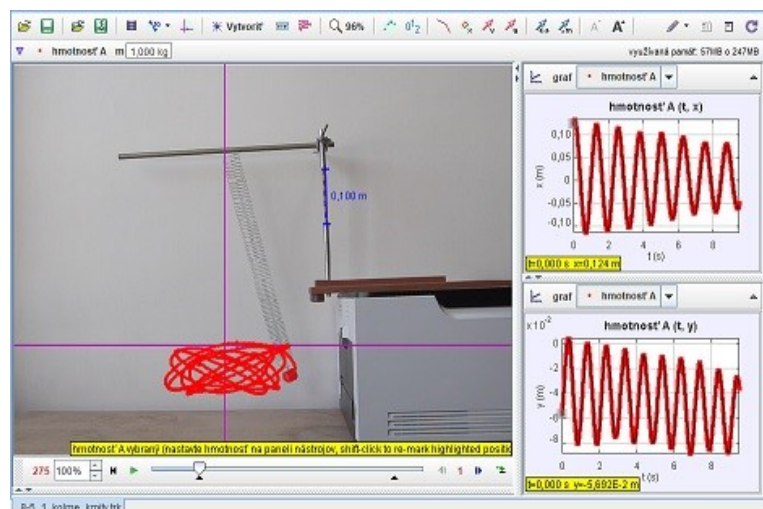 Vytvoriť 96%
hmotnosť A m 1,000 kg
využívaná pamäť: 57MB o 247MB
0,100 m
hmotnosť A vybraný (nastavte hmotnosť na paneli nástrojov, shift-click to re-mark highlighted positio
275 100% 1
graf hmotnosť A
hmotnosť A (t, x)
x (m)
0,10
0,05
0
-0,05
-0,10
0 2 4 6 8
t (s)
t=0,000 s x=0,124 m
graf hmotnosť A
x10⁻²
hmotnosť A (t, y)
y (m)
0
-2
-4
-6
-8
0 2 4 6 8
t (s)
t=0,000 s y=-5,692E-2 m